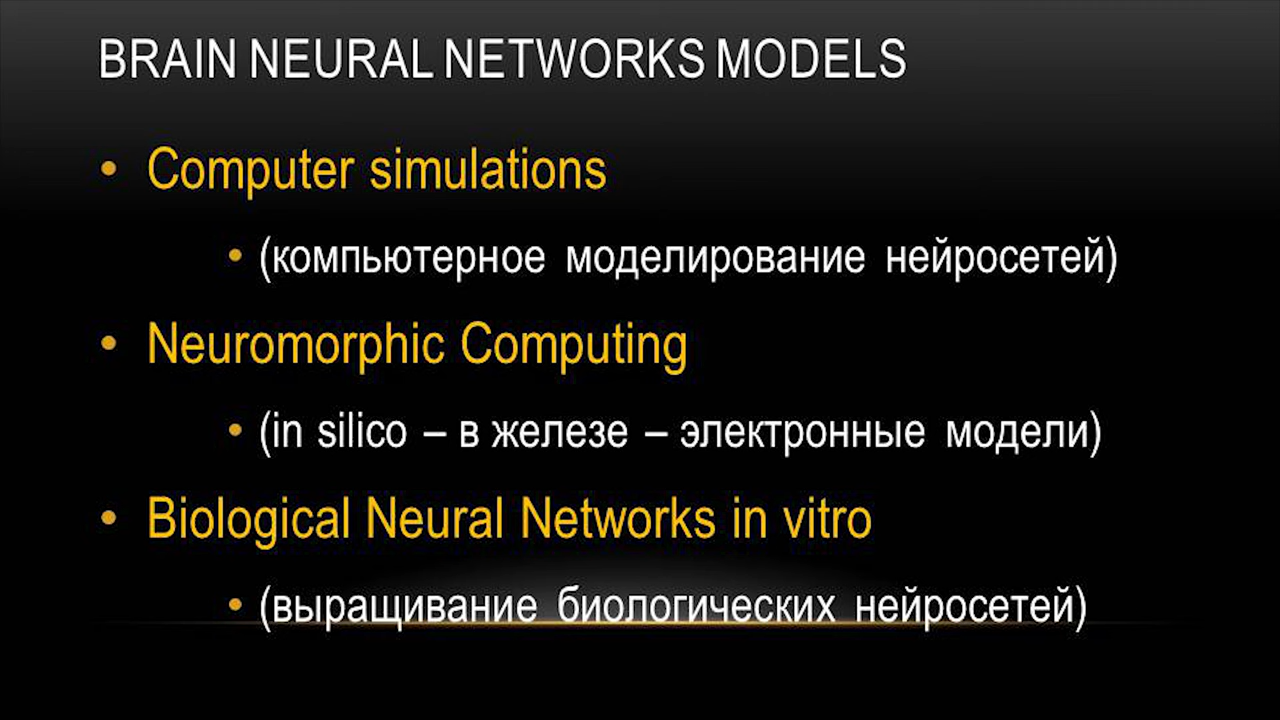 BRAIN NEURAL NETWORKS MODELS
• Computer simulations
• (компьютерное моделирование нейросетей)
• Neuromorphic Computing
• (in silico – в железе – электронные модели)
• Biological Neural Networks in vitro
• (выращивание биологических нейросетей)